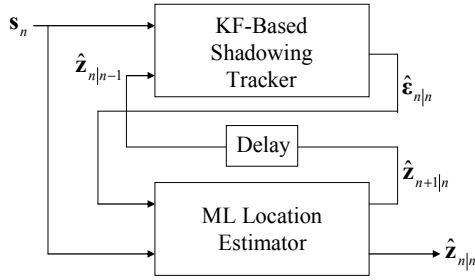 s_n
KF-Based
Shadowing
Tracker
ẑ_{n|n−1}
ε̂_{n|n}
Delay
ẑ_{n+1|n}
ML Location
Estimator
ẑ_{n|n}